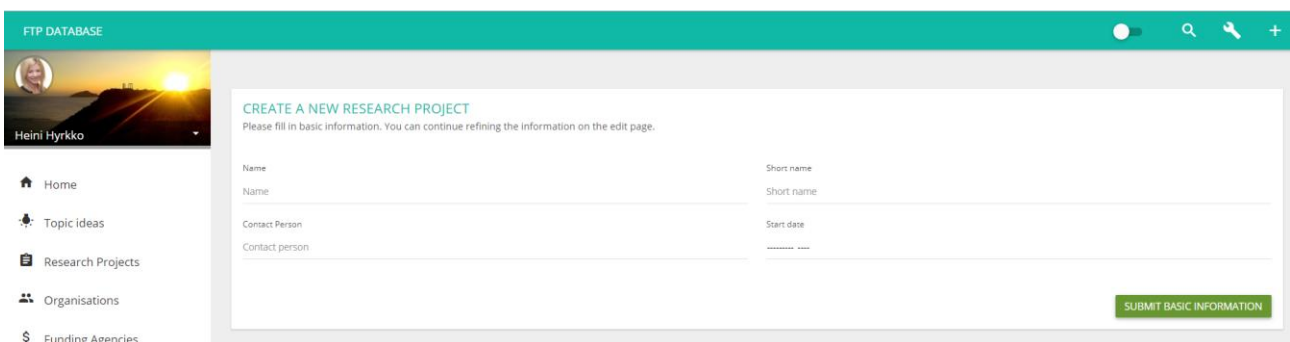 FTP DATABASE
Heini Hyrkko
Home
Topic ideas
Research Projects
Organisations
Funding Agencies
CREATE A NEW RESEARCH PROJECT
Please fill in basic information. You can continue refining the information on the edit page.
Name
Name
Short name
Short name
Contact Person
Contact person
Start date
--------- ----
SUBMIT BASIC INFORMATION